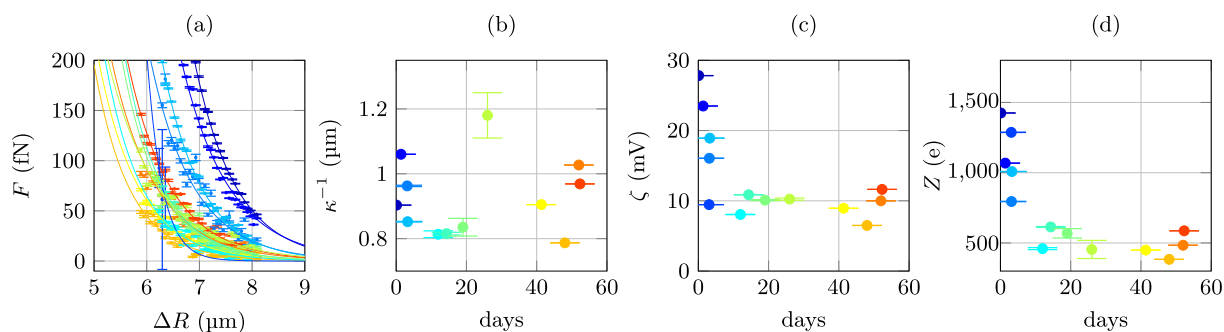 (a)
200
150
100
50
0
F (fN)
5 6 7 8 9
ΔR (µm)
(b)
1.2
1
0.8
κ⁻¹ (µm)
0 20 40 60
days
(c)
30
20
10
0
ζ (mV)
0 20 40 60
days
(d)
1,500
1,000
500
Z (e)
0 20 40 60
days